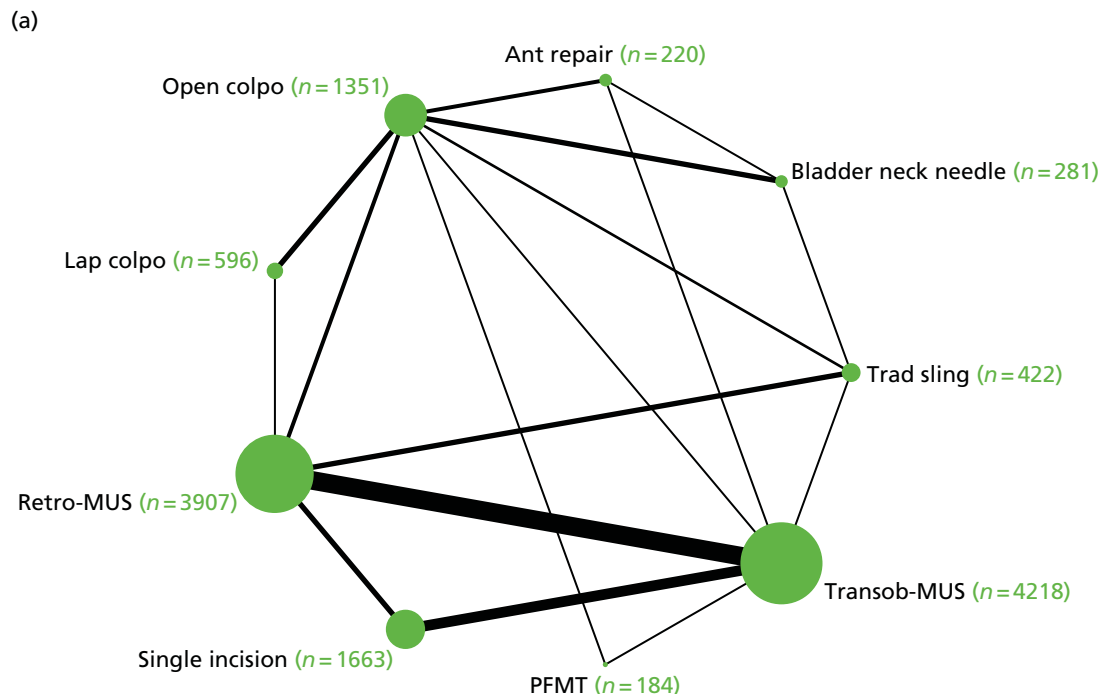 (a)
Ant repair (n = 220)
Open colpo (n = 1351)
Bladder neck needle (n = 281)
Lap colpo (n = 596)
Trad sling (n = 422)
Retro-MUS (n = 3907)
Transob-MUS (n = 4218)
Single incision (n = 1663)
PFMT (n = 184)